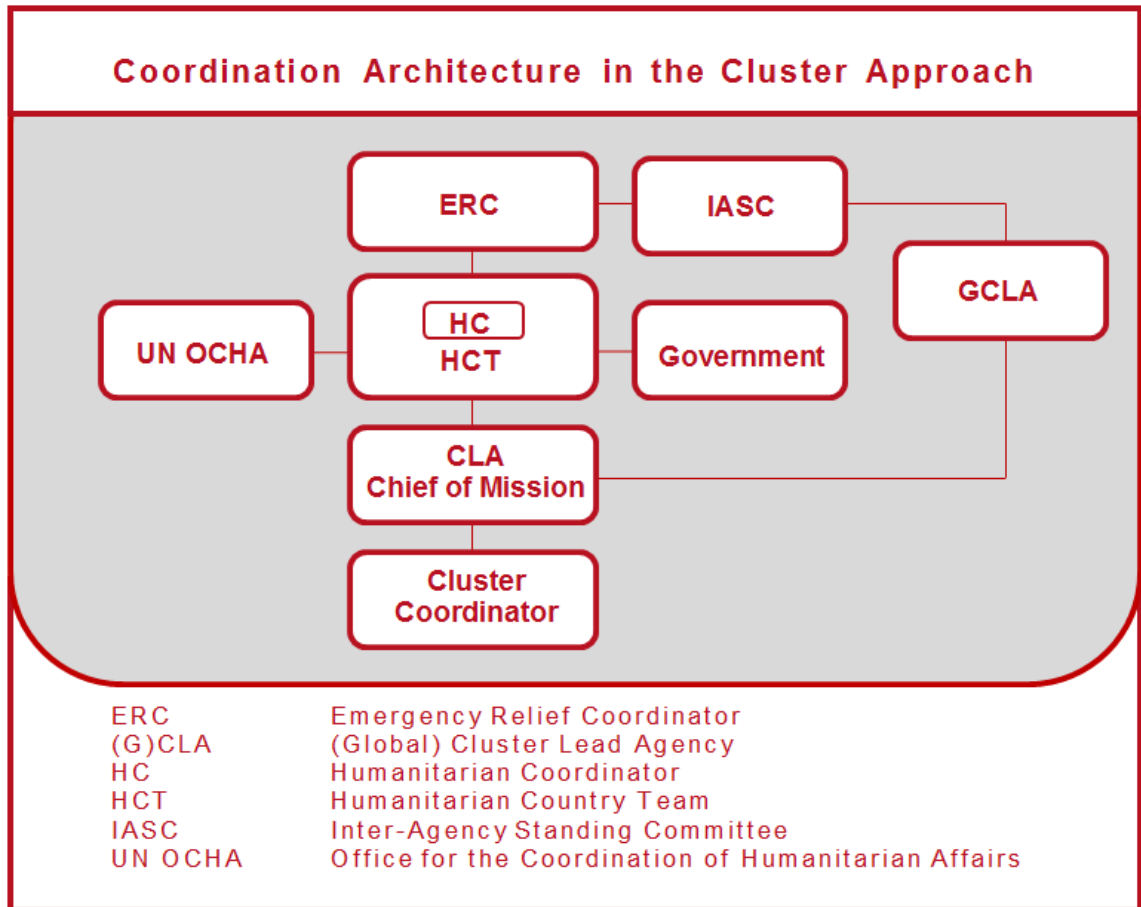 Coordination Architecture in the Cluster Approach
ERC
IASC
GCLA
UN OCHA
HC
HCT
Government
CLA
Chief of Mission
Cluster
Coordinator
ERC Emergency Relief Coordinator
(G)CLA (Global) Cluster Lead Agency
HC Humanitarian Coordinator
HCT Humanitarian Country Team
IASC Inter-Agency Standing Committee
UN OCHA Office for the Coordination of Humanitarian Affairs